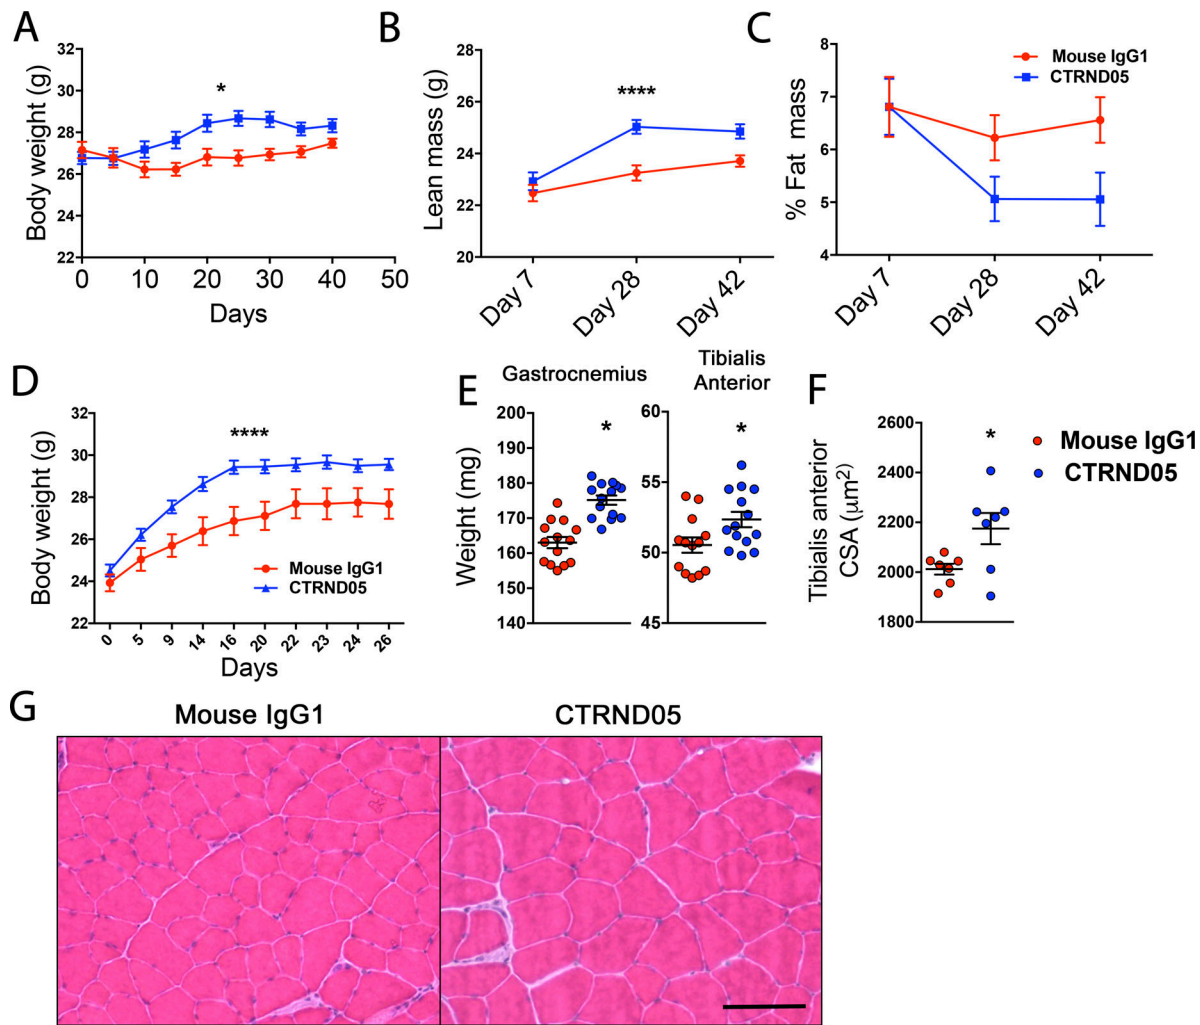 A
Body weight (g)
32
30
28
26
24
22
*
0
10
20
30
40
50
Days
B
Lean mass (g)
28
26
24
22
20
****
Day 7
Day 28
Day 42
C
% Fat mass
8
7
6
5
4
Mouse IgG1
CTRND05
Day 7
Day 28
Day 42
D
Body weight (g)
32
30
28
26
24
22
****
Mouse IgG1
CTRND05
0
5
9
14
16
20
22
23
24
26
Days
E
Gastrocnemius
Weight (mg)
200
190
180
170
160
150
140
*
Tibialis
Anterior
60
55
50
45
*
F
Tibialis anterior
CSA (μm²)
2600
2400
2200
2000
1800
*
Mouse IgG1
CTRND05
G
Mouse IgG1
CTRND05